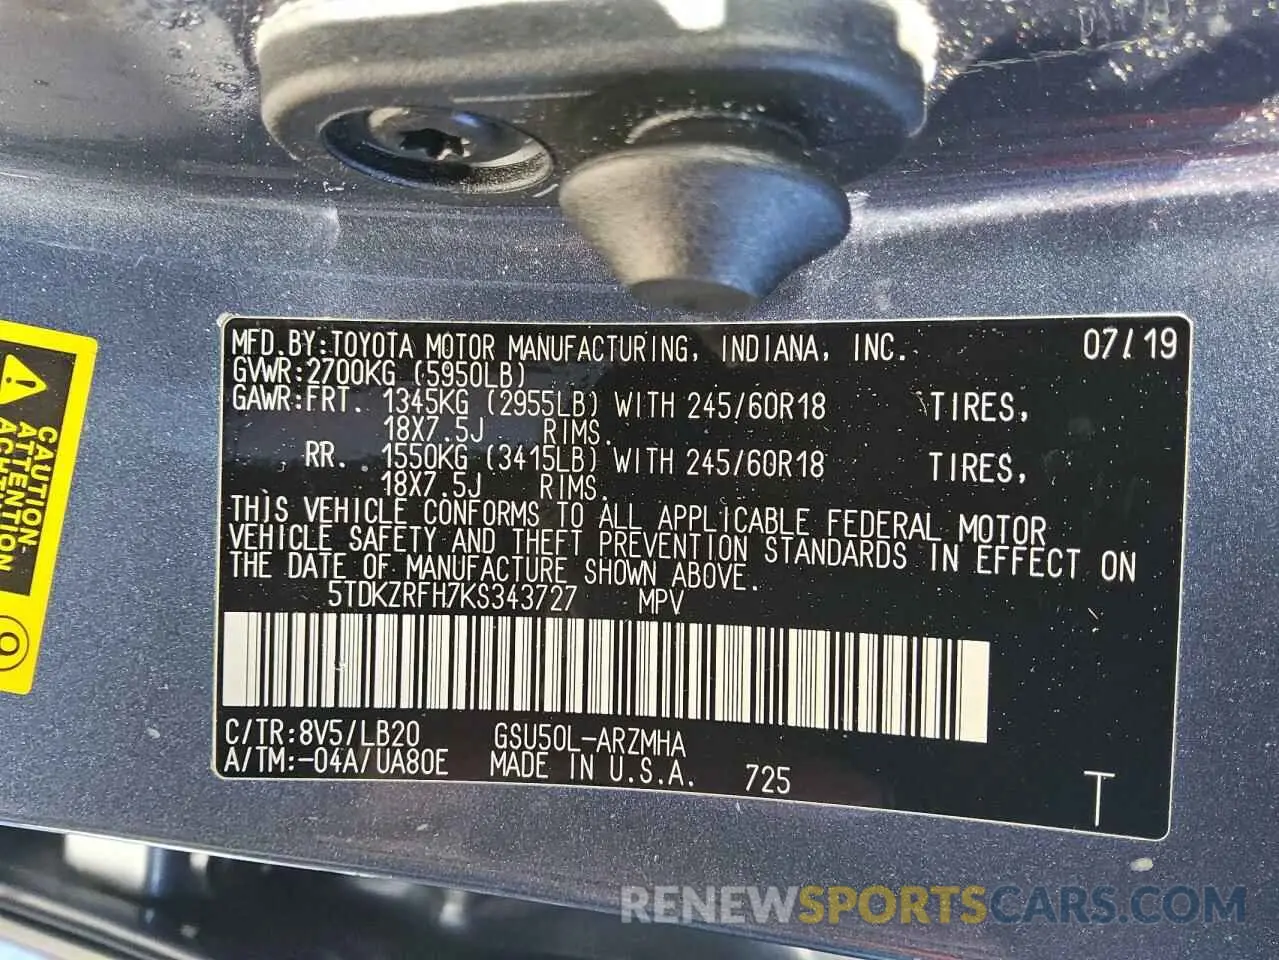 MFD.BY:TOYOTA MOTOR MANUFACTURING, INDIANA, INC. 07/19
GVWR:2700KG (5950LB)
GAWR:FRT. 1345KG (2955LB) WITH 245/60R18 TIRES,
18X7.5J RIMS.
RR. 1550KG (3415LB) WITH 245/60R18 TIRES,
18X7.5J RIMS.
THIS VEHICLE CONFORMS TO ALL APPLICABLE FEDERAL MOTOR
VEHICLE SAFETY AND THEFT PREVENTION STANDARDS IN EFFECT ON
THE DATE OF MANUFACTURE SHOWN ABOVE.
5TDKZRFH7KS343727 MPV
C/TR:8V5/LB20 GSU50L-ARZMHA
A/TM:-04A/UA80E MADE IN U.S.A. 725 T
CAUTION-
ATTENTION
ACHTUNG
RENEWSPORTSCARS.COM